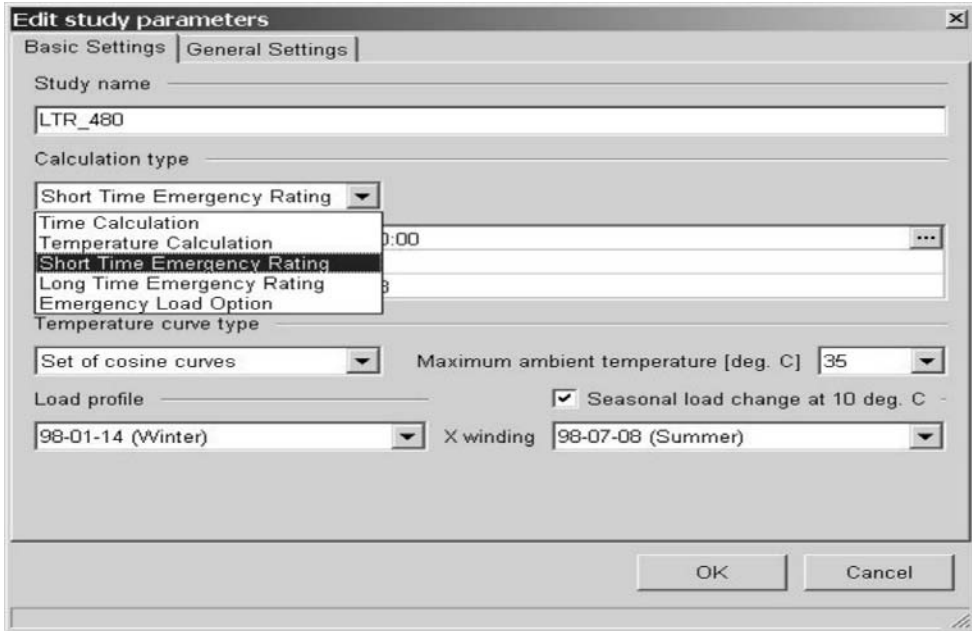 Edit study parameters
Basic Settings General Settings
Study name
LTR_480
Calculation type
Short Time Emergency Rating
Time Calculation
Temperature Calculation
:00
Short Time Emergency Rating
Long Time Emergency Rating
Emergency Load Option
Temperature curve type
Set of cosine curves Maximum ambient temperature [deg. C] 35
Load profile Seasonal load change at 10 deg. C
98-01-14 (Winter) X winding 98-07-08 (Summer)
OK Cancel